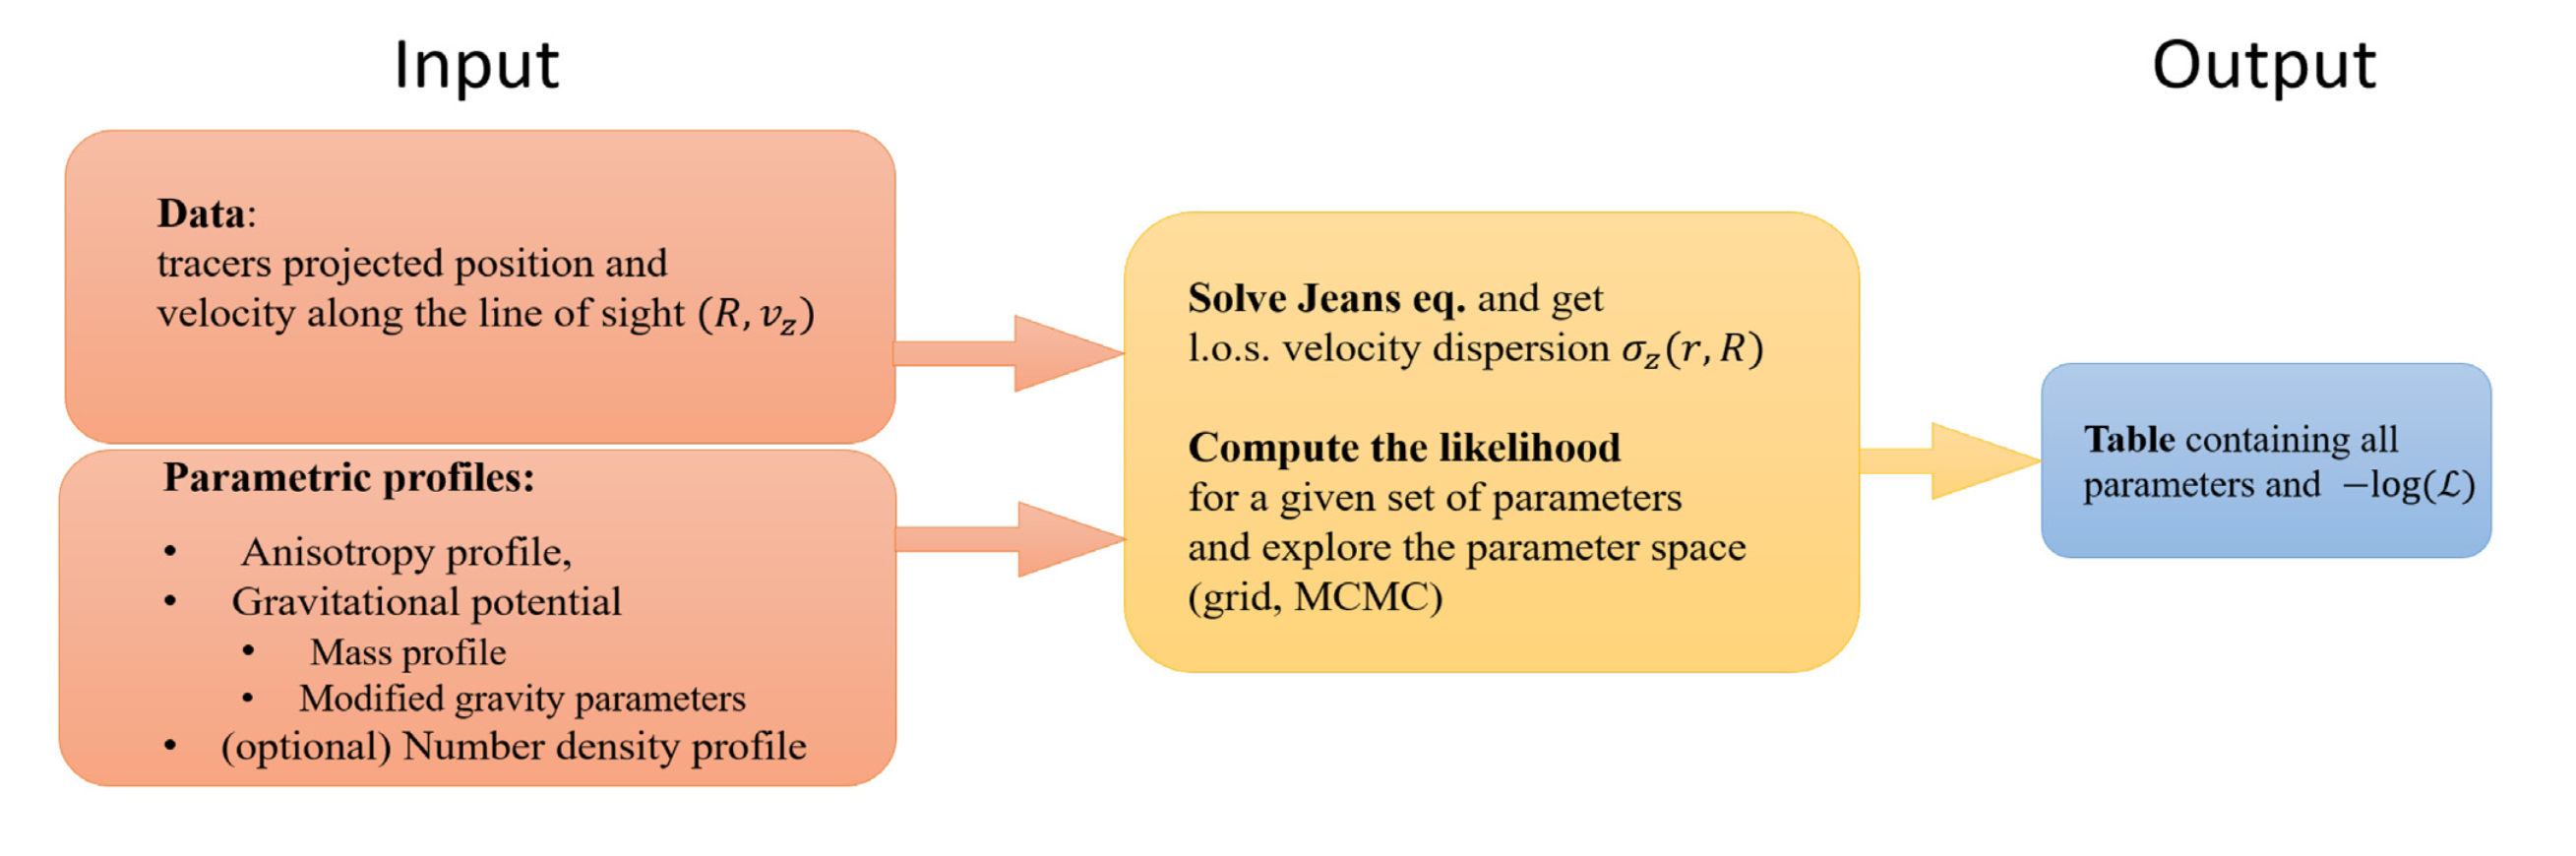 Input
Output
Data:
tracers projected position and
velocity along the line of sight (R, v_z)
Parametric profiles:
• Anisotropy profile,
• Gravitational potential
• Mass profile
• Modified gravity parameters
• (optional) Number density profile
Solve Jeans eq. and get
l.o.s. velocity dispersion σ_z(r, R)
Compute the likelihood
for a given set of parameters
and explore the parameter space
(grid, MCMC)
Table containing all
parameters and −log(ℒ)